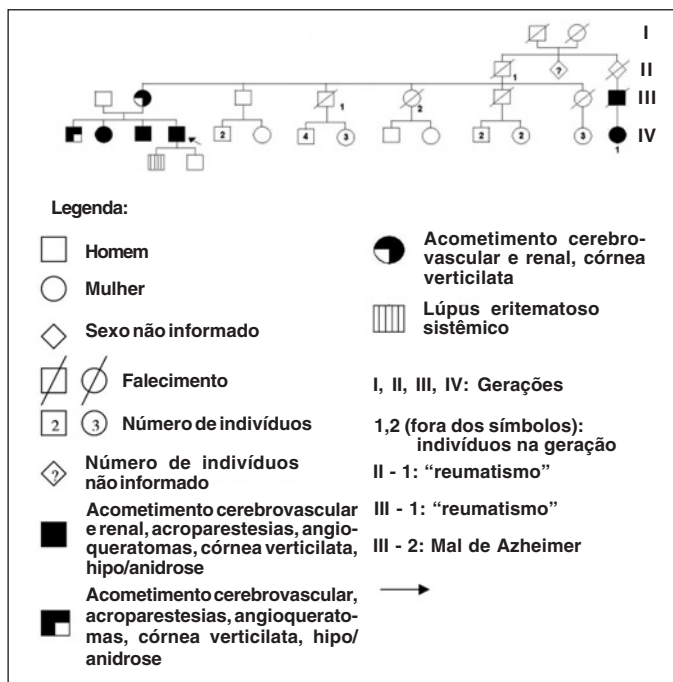 I
?
1
II
1
2
III
2
4
3
2
2
3
1
IV
Legenda:
Homem
Mulher
Sexo não informado
Falecimento
2
3
Número de indivíduos
?
Número de indivíduos
não informado
Acometimento cerebrovascular
e renal, acroparestesias, angio-
queratomas, córnea verticilata,
hipo/anidrose
Acometimento cerebrovascular,
acroparestesias, angioquerato-
mas, córnea verticilata, hipo/
anidrose
Acometimento cerebro-
vascular e renal, córnea
verticilata
Lúpus eritematoso
sistêmico
I, II, III, IV: Gerações
1,2 (fora dos símbolos):
indivíduos na geração
II - 1: “reumatismo”
III - 1: “reumatismo”
III - 2: Mal de Azheimer